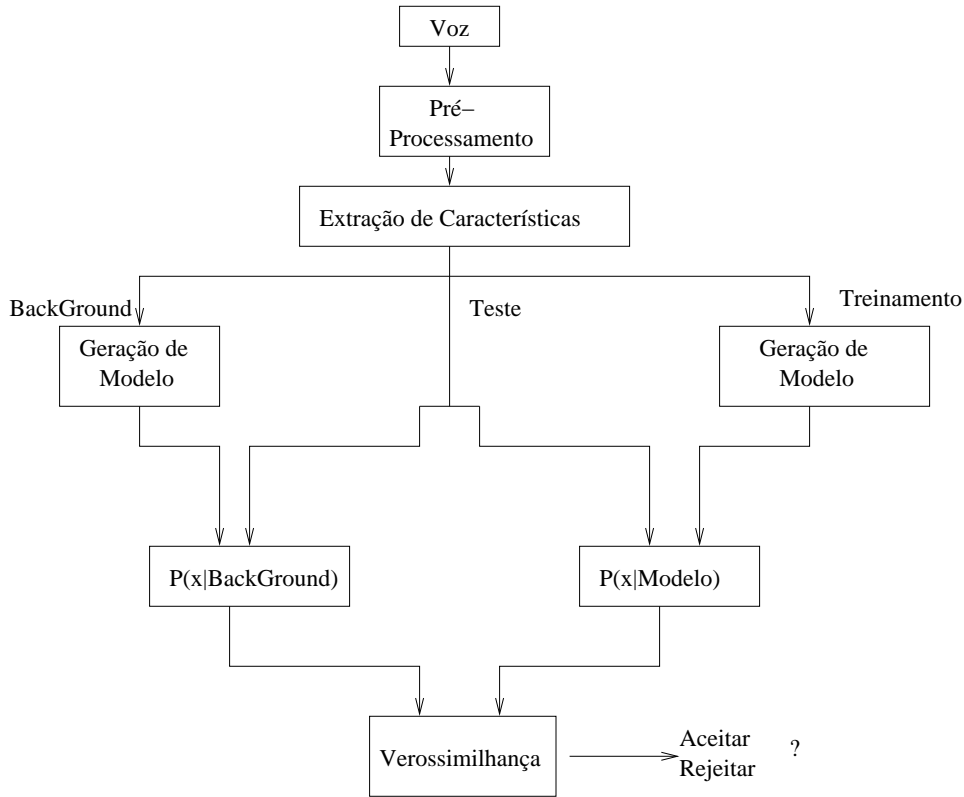 Voz
Pré–
Processamento
Extração de Características
BackGround
Teste
Treinamento
Geração de
Modelo
Geração de
Modelo
P(x|BackGround)
P(x|Modelo)
Verossimilhança
Aceitar ?
Rejeitar